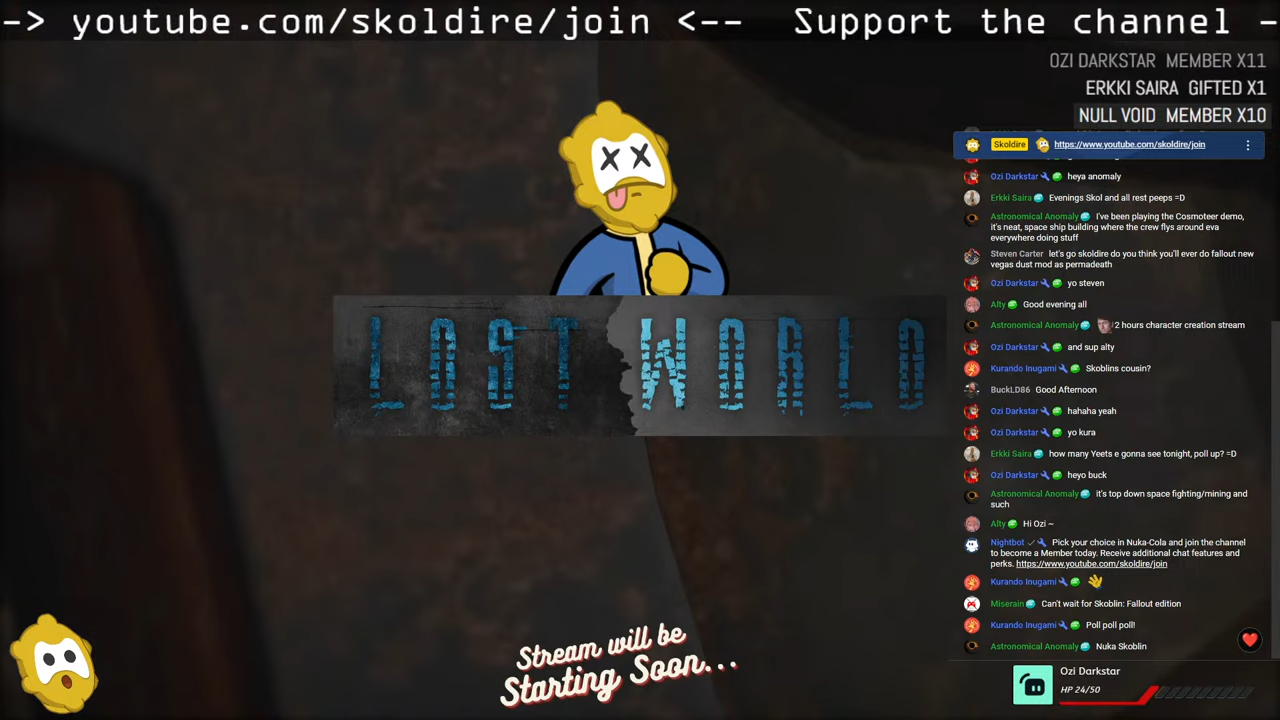 -> youtube.com/skoldire/join <-- Support the channel -
OZI DARKSTAR MEMBER X11
ERKKI SAIRA GIFTED X1
NULL VOID MEMBER X10
Skoldire https://www.youtube.com/skoldire/join
Ozi Darkstar heya anomaly
Erkki Saira Evenings Skol and all rest peeps =D
Astronomical Anomaly I've been playing the Cosmoteer demo,
it's neat, space ship building where the crew flys around eva
everywhere doing stuff
Steven Carter let's go skoldire do you think you'll ever do fallout new
vegas dust mod as permadeath
Ozi Darkstar yo steven
Alty Good evening all
Astronomical Anomaly 2 hours character creation stream
Ozi Darkstar and sup alty
Kurando Inugami Skoblins cousin?
BuckLD86 Good Afternoon
Ozi Darkstar hahaha yeah
Ozi Darkstar yo kura
Erkki Saira how many Yeets e gonna see tonight, poll up? =D
Ozi Darkstar heyo buck
Astronomical Anomaly it's top down space fighting/mining and
such
Alty Hi Ozi ~
Nightbot Pick your choice in Nuka-Cola and join the channel
to become a Member today. Receive additional chat features and
perks. https://www.youtube.com/skoldire/join
Kurando Inugami
Miserain Can't wait for Skoblin: Fallout edition
Kurando Inugami Poll poll poll!
Astronomical Anomaly Nuka Skoblin
LOST WORLD
Stream will be
Starting Soon...
Ozi Darkstar
HP 24/50